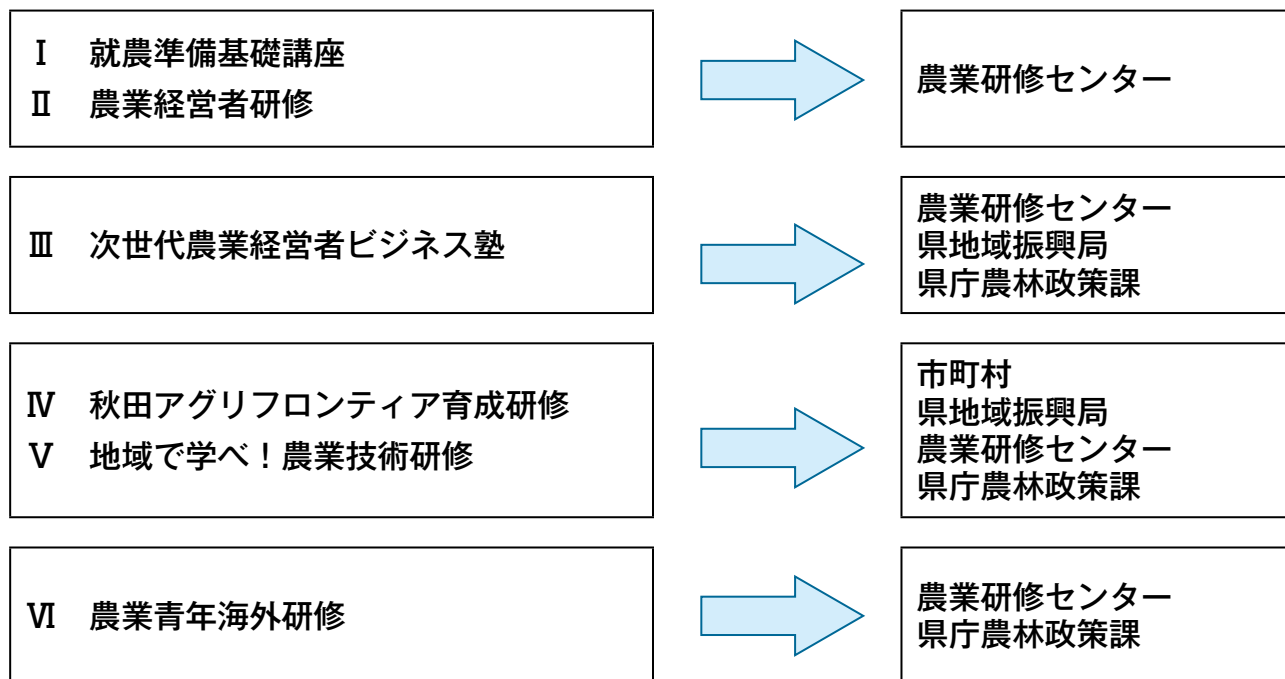 Ⅰ 就農準備基礎講座
Ⅱ 農業経営者研修
農業研修センター
Ⅲ 次世代農業経営者ビジネス塾
農業研修センター
県地域振興局
県庁農林政策課
Ⅳ 秋田アグリフロンティア育成研修
Ⅴ 地域で学べ！農業技術研修
市町村
県地域振興局
農業研修センター
県庁農林政策課
Ⅵ 農業青年海外研修
農業研修センター
県庁農林政策課